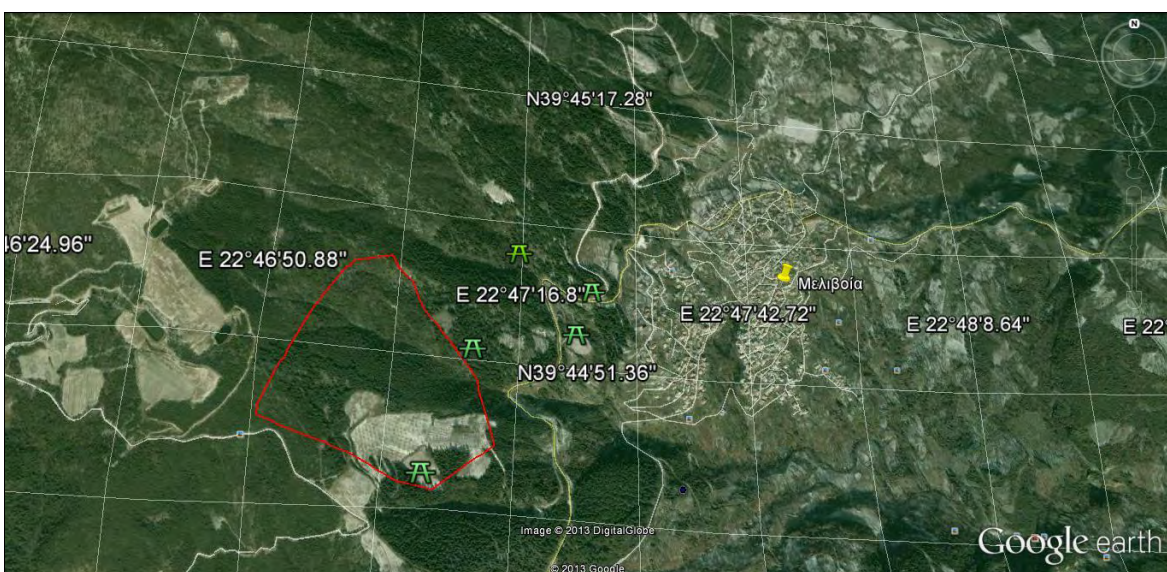 N
N39°45'17.28"
46'24.96"
E 22°46'50.88"
Μελιβοία
E 22°47'16.8"
E 22°47'42.72"
E 22°48'8.64"
E 22
N39°44'51.36"
Image © 2013 DigitalGlobe
Google earth
© 2013 Google